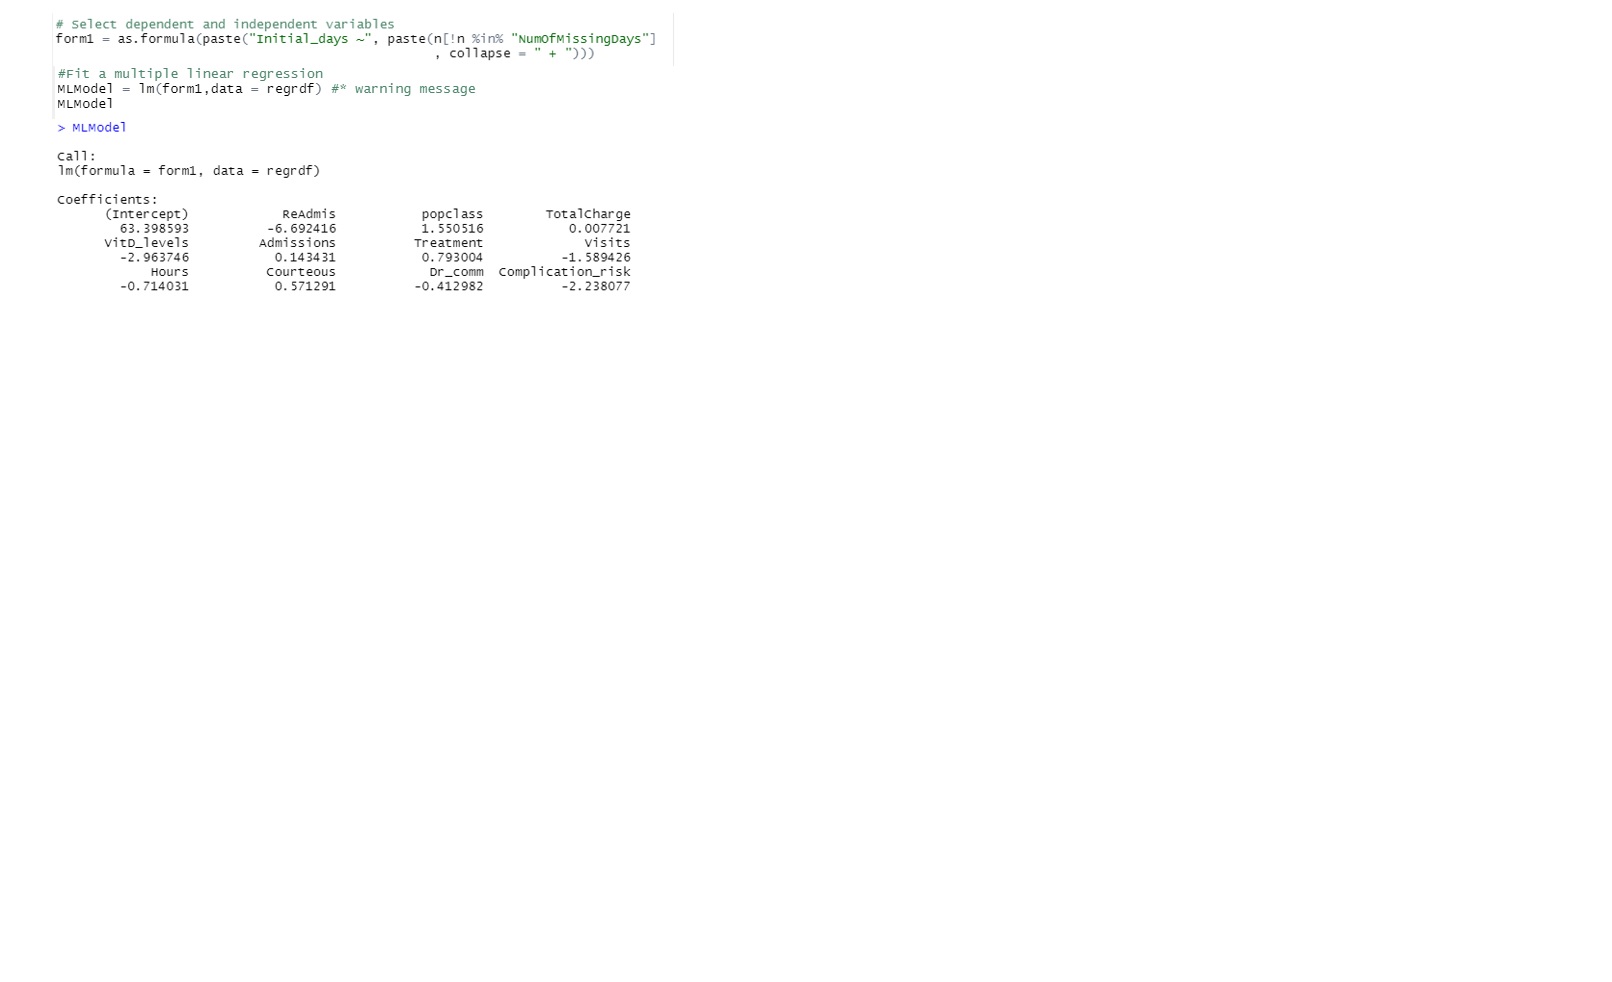 # Select dependent and independent variables
form1 = as.formula(paste("Initial_days ~", paste(n[!n %in% "NumOfMissingDays"]
, collapse = " + ")))
#Fit a multiple linear regression
MLModel = lm(form1,data = regrdf) #* warning message
MLModel
> MLModel
Call:
lm(formula = form1, data = regrdf)
Coefficients:
(Intercept) ReAdmis popclass TotalCharge
63.398593 -6.692416 1.550516 0.007721
VitD_levels Admissions Treatment Visits
-2.963746 0.143431 0.793004 -1.589426
Hours Courteous Dr_comm Complication_risk
-0.714031 0.571291 -0.412982 -2.238077